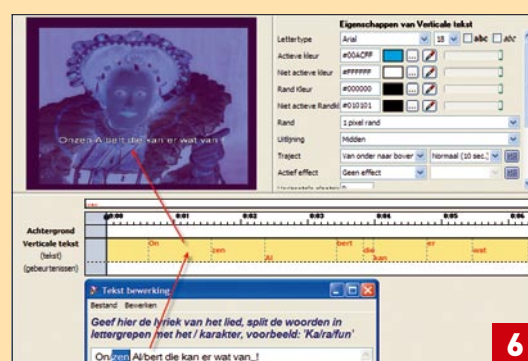 Eigenschappen van Verticale tekst
Lettertype Arial 18 abc abc
Actieve kleur #00ACFF ...
Niet actieve kleur #FFFFFF ...
Rand Kleur #000000 ...
Niet actieve Randkl #010101 ...
Rand 1 pixel rand
Uitlijning Midden
Traject Van onder naar boven Normaal (10 sec.)
Actief effect Geen effect
Onzen Albert die kan er wat van !
0:00 0:01 0:02 0:03 0:04 0:05 0:06
Achtergrond
Verticale tekst
(tekst)
(gebeurtenissen)
On zen Al bert die kan er wat
Tekst bewerking
Bestand Bewerken
Geef hier de lyriek van het lied, split de woorden in
lettergrepen met het / karakter, voorbeeld: 'Ka/ra/fun'
On/zen Al/bert die kan er wat van_!
6